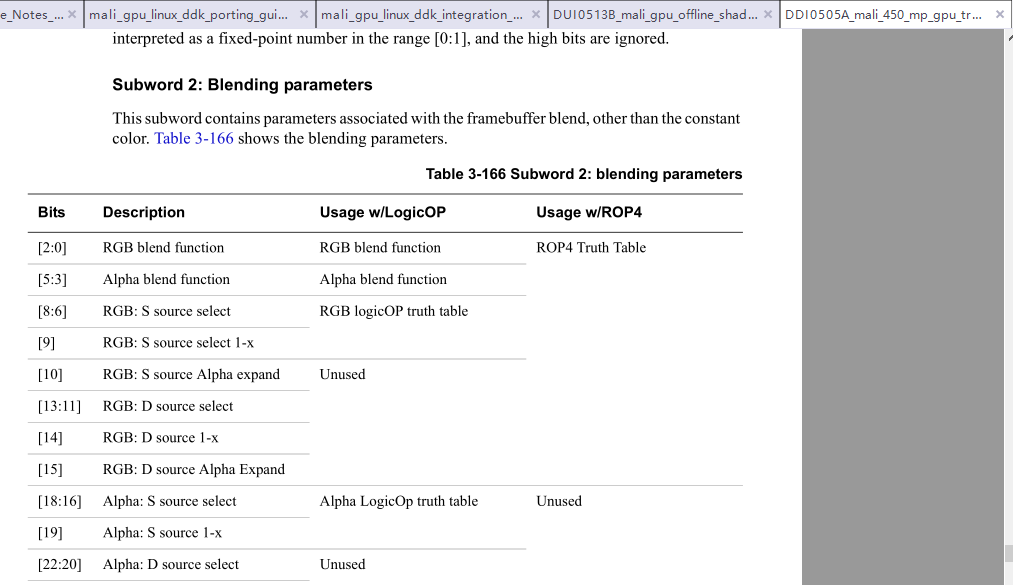 e_Notes_... ×
mali_gpu_linux_ddk_porting_gui... ×
mali_gpu_linux_ddk_integration_... ×
DUI0513B_mali_gpu_offline_shad... ×
DDI0505A_mali_450_mp_gpu_tr... ×
interpreted as a fixed-point number in the range [0:1], and the high bits are ignored.
Subword 2: Blending parameters
This subword contains parameters associated with the framebuffer blend, other than the constant
color. Table 3-166 shows the blending parameters.
Table 3-166 Subword 2: blending parameters
Bits Description Usage w/LogicOP Usage w/ROP4
[2:0] RGB blend function RGB blend function ROP4 Truth Table
[5:3] Alpha blend function Alpha blend function
[8:6] RGB: S source select RGB logicOP truth table
[9] RGB: S source select 1-x
[10] RGB: S source Alpha expand Unused
[13:11] RGB: D source select
[14] RGB: D source 1-x
[15] RGB: D source Alpha Expand
[18:16] Alpha: S source select Alpha LogicOp truth table Unused
[19] Alpha: S source 1-x
[22:20] Alpha: D source select Unused